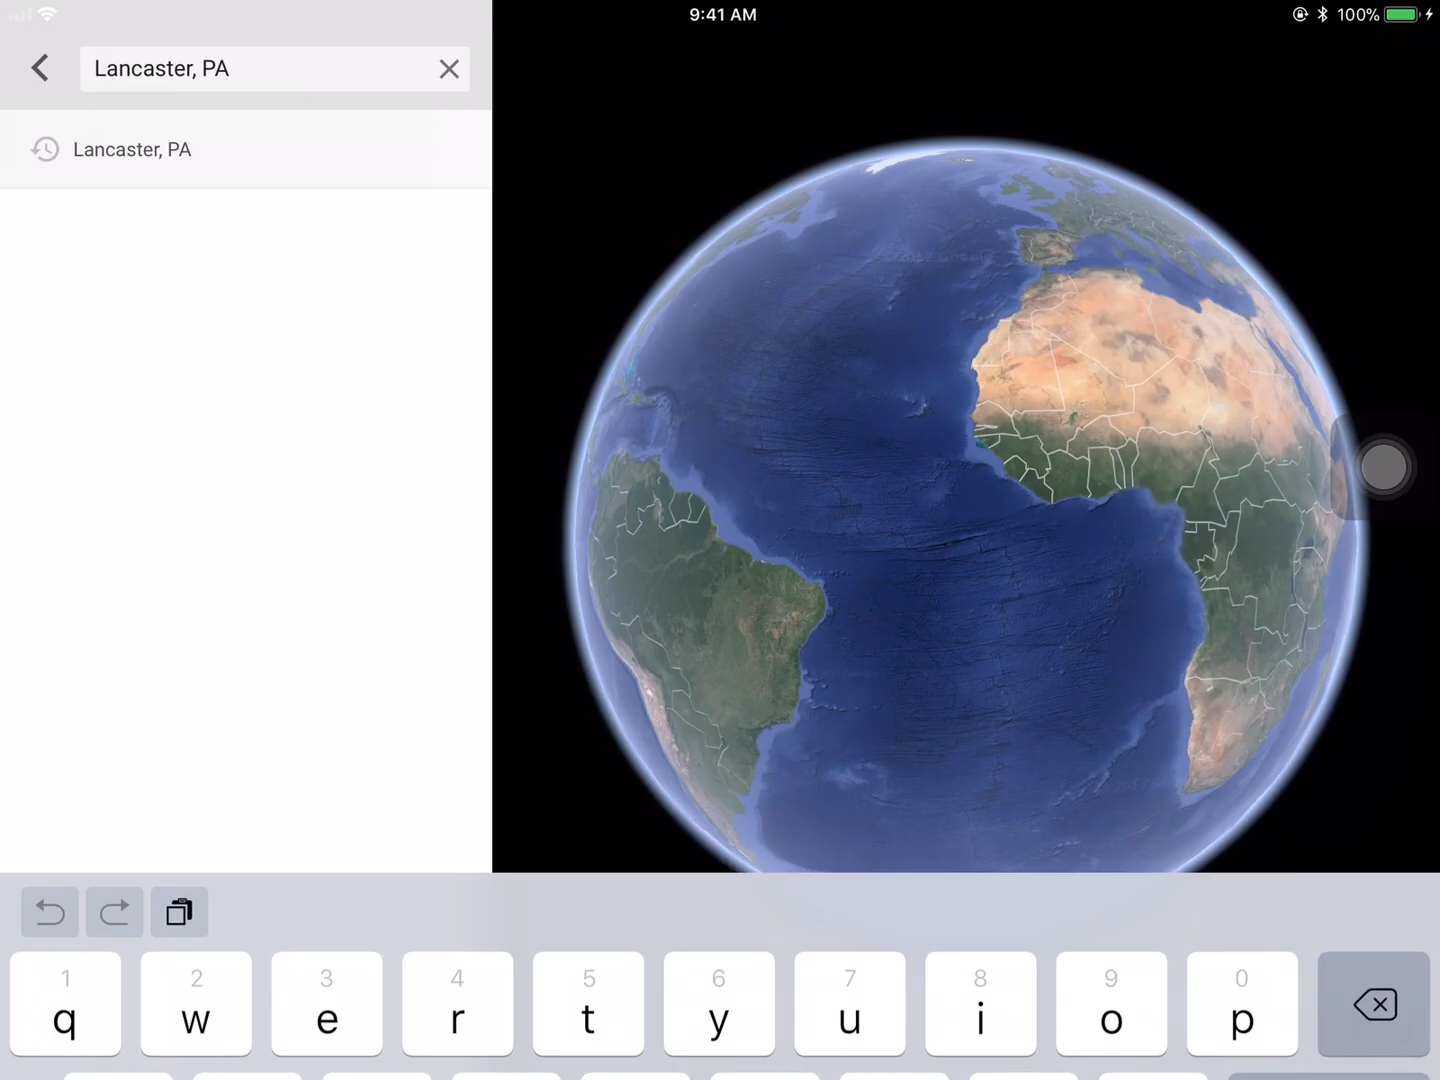 9:41 AM
100%
Lancaster, PA
Lancaster, PA
1 2 3 4 5 6 7 8 9 0
q w e r t y u i o p